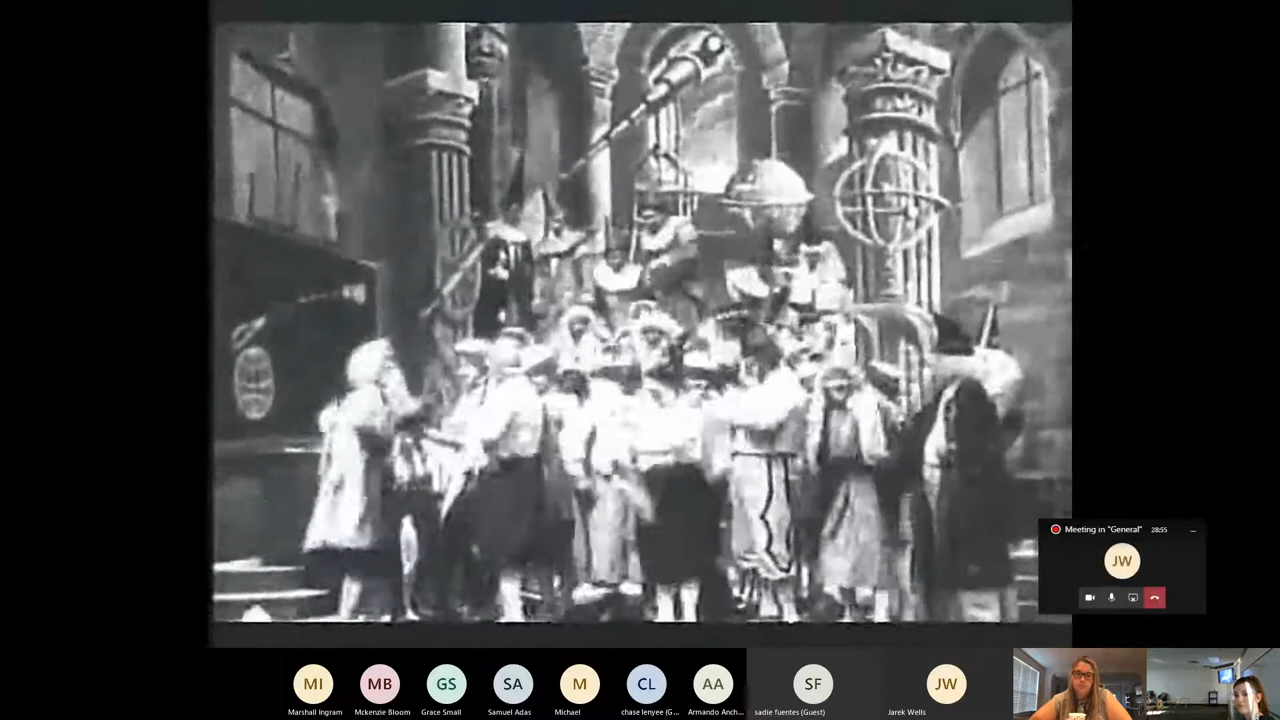 Meeting in "General" 28:55
JW
MI MB GS SA M CL AA SF JW
Marshall Ingram Mckenzie Bloom Grace Small Samuel Adas Michael chase lenyee (G... Armando Anch... sadie fuentes (Guest) Jarek Wells